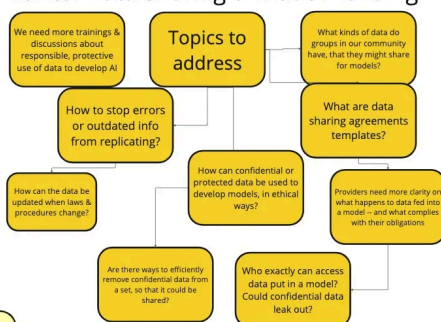 We need more trainings &
discussions about
responsible, protective
use of data to develop AI
Topics to
address
What kinds of data do
groups in our community
have, that they might share
for models?
How to stop errors
or outdated info
from replicating?
What are data
sharing agreements
templates?
How can the data be
updated when laws &
procedures change?
How can confidential or
protected data be used to
develop models, in ethical
ways?
Providers need more clarity on
what happens to data fed into
a model -- and what complies
with their obligations
Are there ways to efficiently
remove confidential data from
a set, so that it could be
shared?
Who exactly can access
data put in a model?
Could confidential data
leak out?